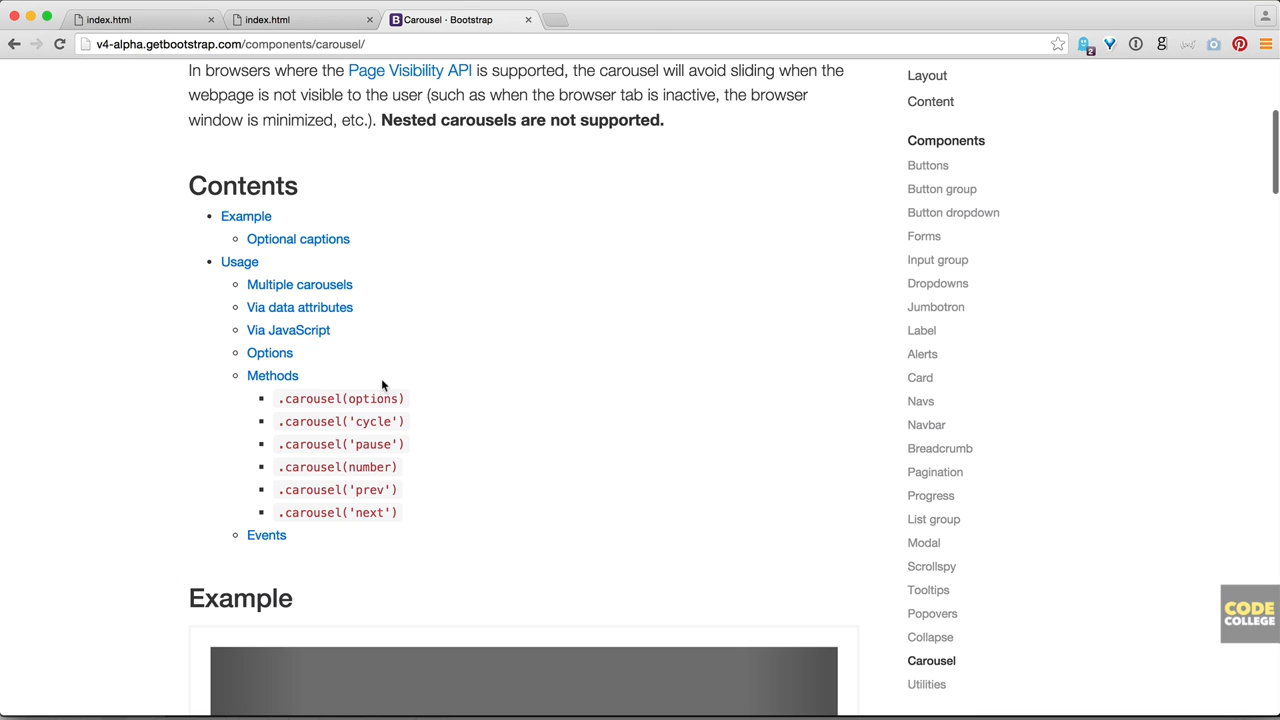 index.html
index.html
B Carousel · Bootstrap
v4-alpha.getbootstrap.com/components/carousel/
2
In browsers where the Page Visibility API is supported, the carousel will avoid sliding when the
webpage is not visible to the user (such as when the browser tab is inactive, the browser
window is minimized, etc.). Nested carousels are not supported.
Contents
Example
Optional captions
Usage
Multiple carousels
Via data attributes
Via JavaScript
Options
Methods
.carousel(options)
.carousel('cycle')
.carousel('pause')
.carousel(number)
.carousel('prev')
.carousel('next')
Events
Example
Layout
Content
Components
Buttons
Button group
Button dropdown
Forms
Input group
Dropdowns
Jumbotron
Label
Alerts
Card
Navs
Navbar
Breadcrumb
Pagination
Progress
List group
Modal
Scrollspy
Tooltips
Popovers
Collapse
Carousel
Utilities
CODE
COLLEGE